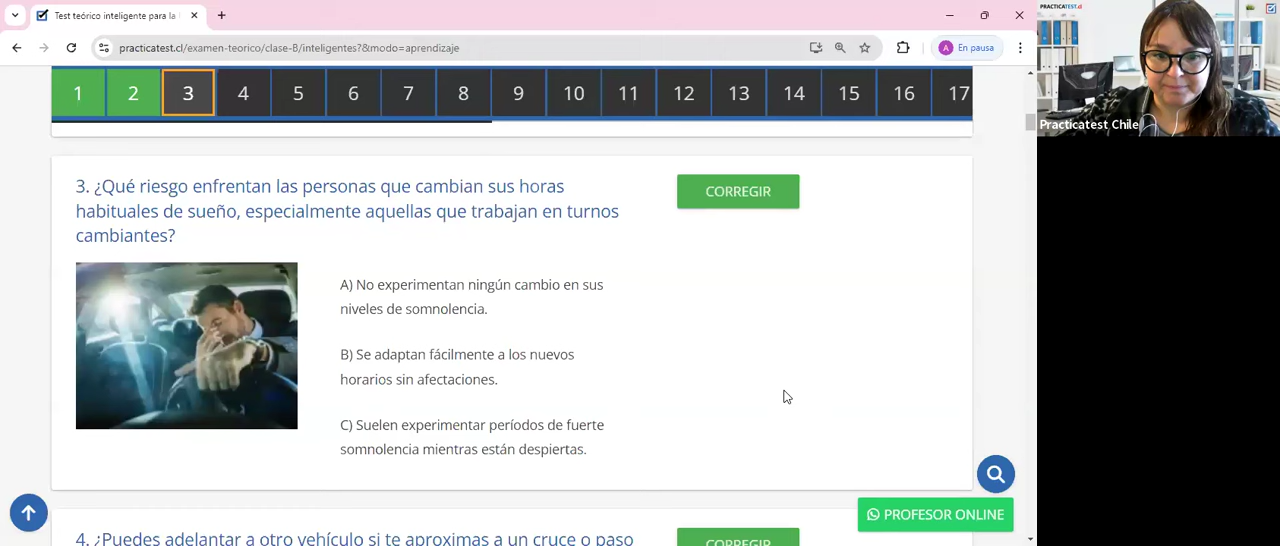 Test teórico inteligente para la
practicatest.cl/examen-teorico/clase-B/inteligentes?&modo=aprendizaje
A
En pausa
PRACTICATEST.cl
Practicatest Chile
1 2 3 4 5 6 7 8 9 10 11 12 13 14 15 16 17
3. ¿Qué riesgo enfrentan las personas que cambian sus horas
habituales de sueño, especialmente aquellas que trabajan en turnos
cambiantes?
CORREGIR
A) No experimentan ningún cambio en sus
niveles de somnolencia.
B) Se adaptan fácilmente a los nuevos
horarios sin afectaciones.
C) Suelen experimentar períodos de fuerte
somnolencia mientras están despiertas.
PROFESOR ONLINE
4. ¿Puedes adelantar a otro vehículo si te aproximas a un cruce o paso
CORREGIR